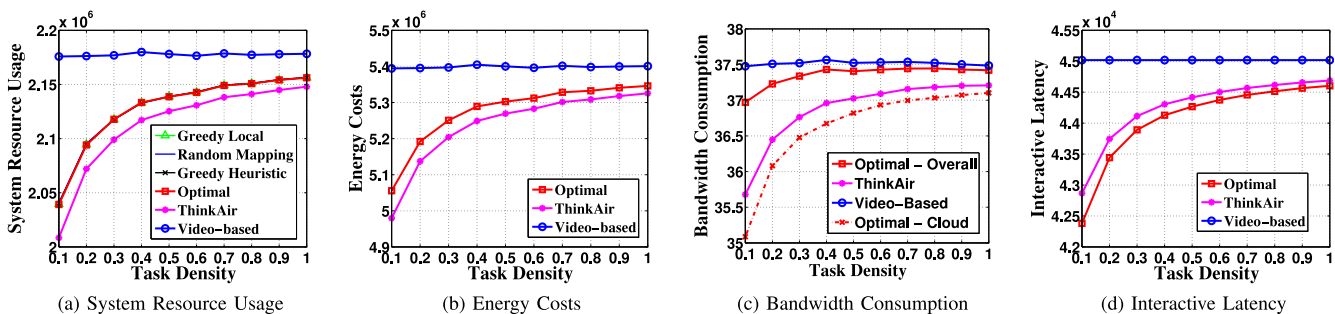 × 10⁶
2.2
2.15
2.1
2.05
2
System Resource Usage
Greedy Local
Random Mapping
Greedy Heuristic
Optimal
ThinkAir
Video-based
0.1 0.2 0.3 0.4 0.5 0.6 0.7 0.8 0.9 1
Task Density
(a) System Resource Usage
× 10⁶
5.5
5.4
5.3
5.2
5.1
5
4.9
Energy Costs
Optimal
ThinkAir
Video-based
0.1 0.2 0.3 0.4 0.5 0.6 0.7 0.8 0.9 1
Task Density
(b) Energy Costs
38
37.5
37
36.5
36
35.5
35
Bandwidth Consumption
Optimal - Overall
ThinkAir
Video-Based
Optimal - Cloud
0.1 0.2 0.3 0.4 0.5 0.6 0.7 0.8 0.9 1
Task Density
(c) Bandwidth Consumption
× 10⁴
4.55
4.5
4.45
4.4
4.35
4.3
4.25
4.2
Interactive Latency
Optimal
ThinkAir
Video-based
0.1 0.2 0.3 0.4 0.5 0.6 0.7 0.8 0.9 1
Task Density
(d) Interactive Latency